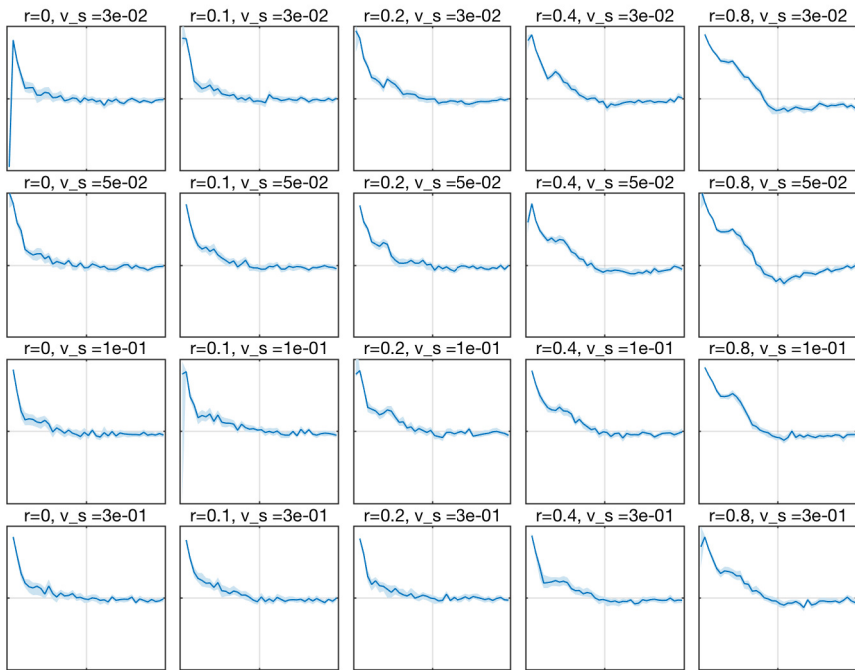 r=0, v_s =3e-02
r=0.1, v_s =3e-02
r=0.2, v_s =3e-02
r=0.4, v_s =3e-02
r=0.8, v_s =3e-02
r=0, v_s =5e-02
r=0.1, v_s =5e-02
r=0.2, v_s =5e-02
r=0.4, v_s =5e-02
r=0.8, v_s =5e-02
r=0, v_s =1e-01
r=0.1, v_s =1e-01
r=0.2, v_s =1e-01
r=0.4, v_s =1e-01
r=0.8, v_s =1e-01
r=0, v_s =3e-01
r=0.1, v_s =3e-01
r=0.2, v_s =3e-01
r=0.4, v_s =3e-01
r=0.8, v_s =3e-01